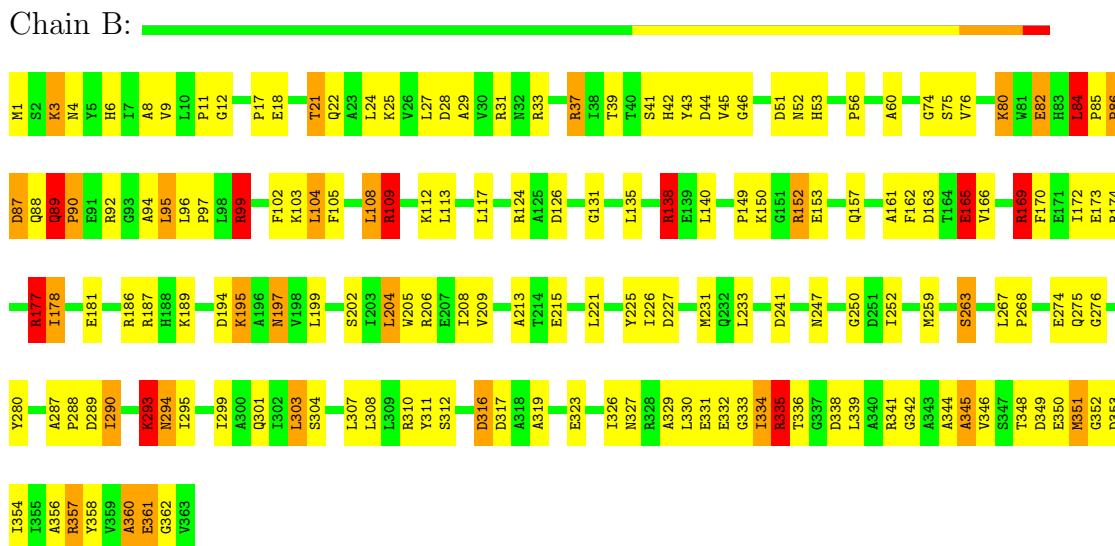 Chain B:
M1 S2 K3 N4 Y5 H6 I7 A8 V9 L10 P11 G12 P17 E18 T21 Q22 A23 L24 K25 V26 L27 D28 A29 V30 R31 N32 R33 R37 I38 T39 T40 S41 H42 Y43 D44 V45 G46 D51 N52 H53 P56 A60 G74 S75 V76 K80 W81 E82 H83 L84 P85
D87 Q88 Q89 P90 E91 R92 G93 A94 L95 L96 P97 L98 R99 F102 K103 L104 F105 L108 R109 K112 L113 L117 R124 A125 D126 G131 L135 R138 E139 L140 P149 K150 G151 R152 E153 Q157 A161 F162 D163 T164 E165 V166 R169 F170 E171 I172 E173
R177 I178 E181 R186 R187 H188 K189 D194 K195 A196 N197 V198 L199 S202 I203 L204 W205 R206 E207 I208 V209 A213 T214 E215 L221 Y225 I226 D227 M231 Q232 L233 D241 N247 G250 D251 I252 M259 S263 L267 P268 E274 Q275 G276
Y280 A287 P288 D289 I290 K293 N294 I295 I299 A300 Q301 I302 L303 S304 L307 L308 L309 R310 Y311 S312 D316 D317 A318 A319 E323 I326 N327 R328 A329 L330 E331 E332 G333 I334 R335 T336 G337 D338 L339 A340 R341 G342 A343 A344 A345 V346 S347 T348 D349 E350 M351 G352
I354 I355 A356 R357 Y358 V359 A360 E361 G362 V363